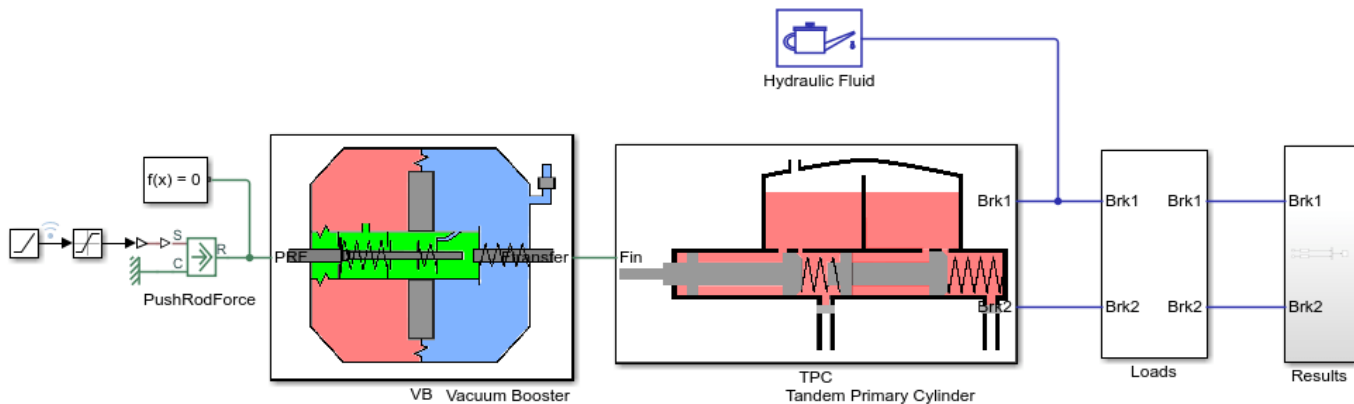 Hydraulic Fluid
f(x) = 0
S
C
R
PushRodForce
PRF
Ftransfer
VB
Vacuum Booster
Fin
Brk1
Brk2
TPC
Tandem Primary Cylinder
Brk1
Brk1
Brk2
Brk2
Loads
Brk1
Brk2
Results